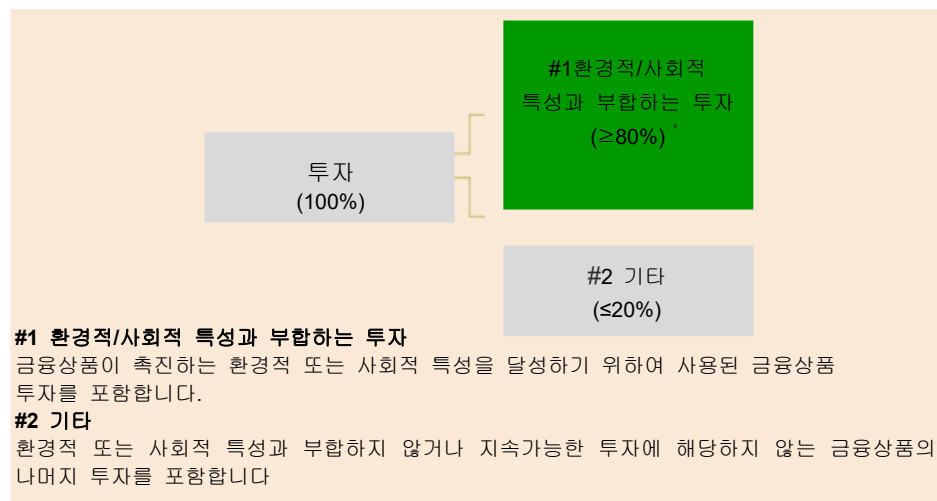 #1환경적/사회적
특성과 부합하는 투자
(≥80%) *
투자
(100%)
#2 기타
(≤20%)
#1 환경적/사회적 특성과 부합하는 투자
금융상품이 촉진하는 환경적 또는 사회적 특성을 달성하기 위하여 사용된 금융상품
투자를 포함합니다.
#2 기타
환경적 또는 사회적 특성과 부합하지 않거나 지속가능한 투자에 해당하지 않는 금융상품의
나머지 투자를 포함합니다